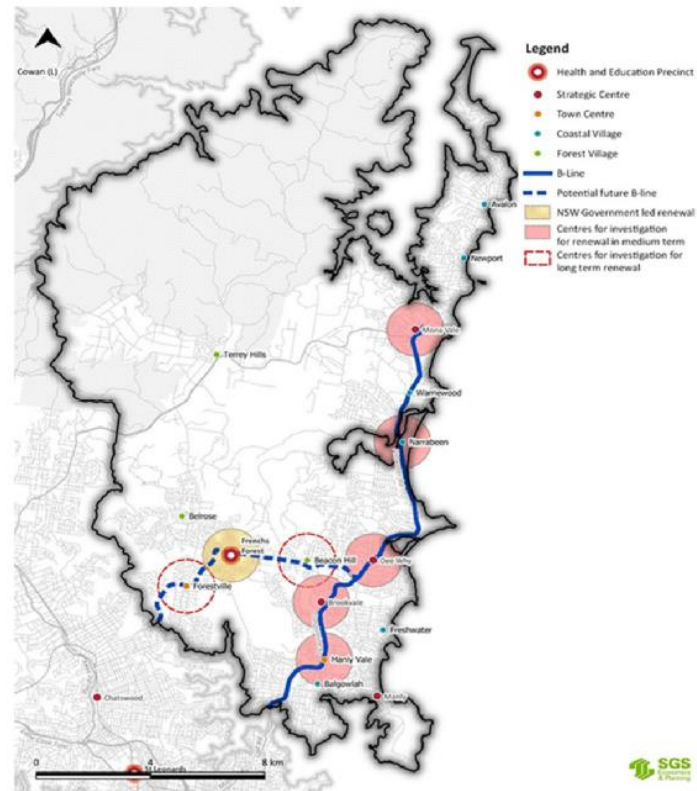 Cowan (L)
Legend
Health and Education Precinct
Strategic Centre
Town Centre
Coastal Village
Forest Village
B-Line
Potential future B-line
NSW Government led renewal
Centres for investigation
for renewal in medium term
Centres for investigation for
long term renewal
Avalon
Newport
Mona Vale
Terrey Hills
Warriewood
Narrabeen
Belrose
Frenchs
Forest
Beacon Hill
Dee Why
Forestville
Brookvale
Freshwater
Manly Vale
Balgowlah
Manly
Chatswood
St Leonards
0 4 8 km
SGS
Economics
& Planning